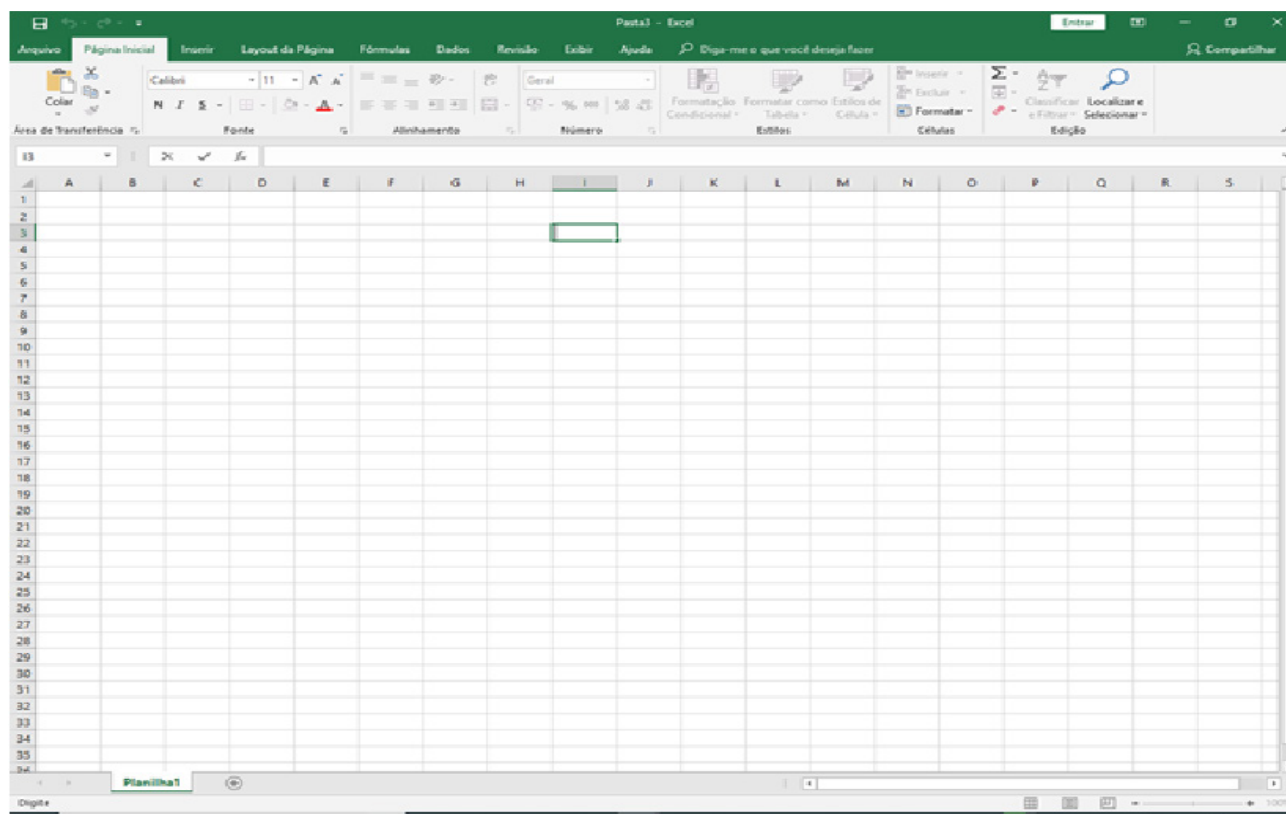 Pasta3 - Excel
Entrar
Arquivo Página Inicial Inserir Layout da Página Fórmulas Dados Revisão Exibir Ajuda Diga-me o que você deseja fazer Compartilhar
Colar
Calibri 11
N I S
A
Geral
% 000
Formatação Condicional
Formatar como Tabela
Estilos de Célula
Inserir
Excluir
Formatar
Σ
Classificar e Filtrar
Localizar e Selecionar
Área de Transferência Fonte Alinhamento Número Estilos Células Edição
I3 fx
A B C D E F G H I J K L M N O P Q R S
1
2
3
4
5
6
7
8
9
10
11
12
13
14
15
16
17
18
19
20
21
22
23
24
25
26
27
28
29
30
31
32
33
34
35
Planilha1
Digite 100%